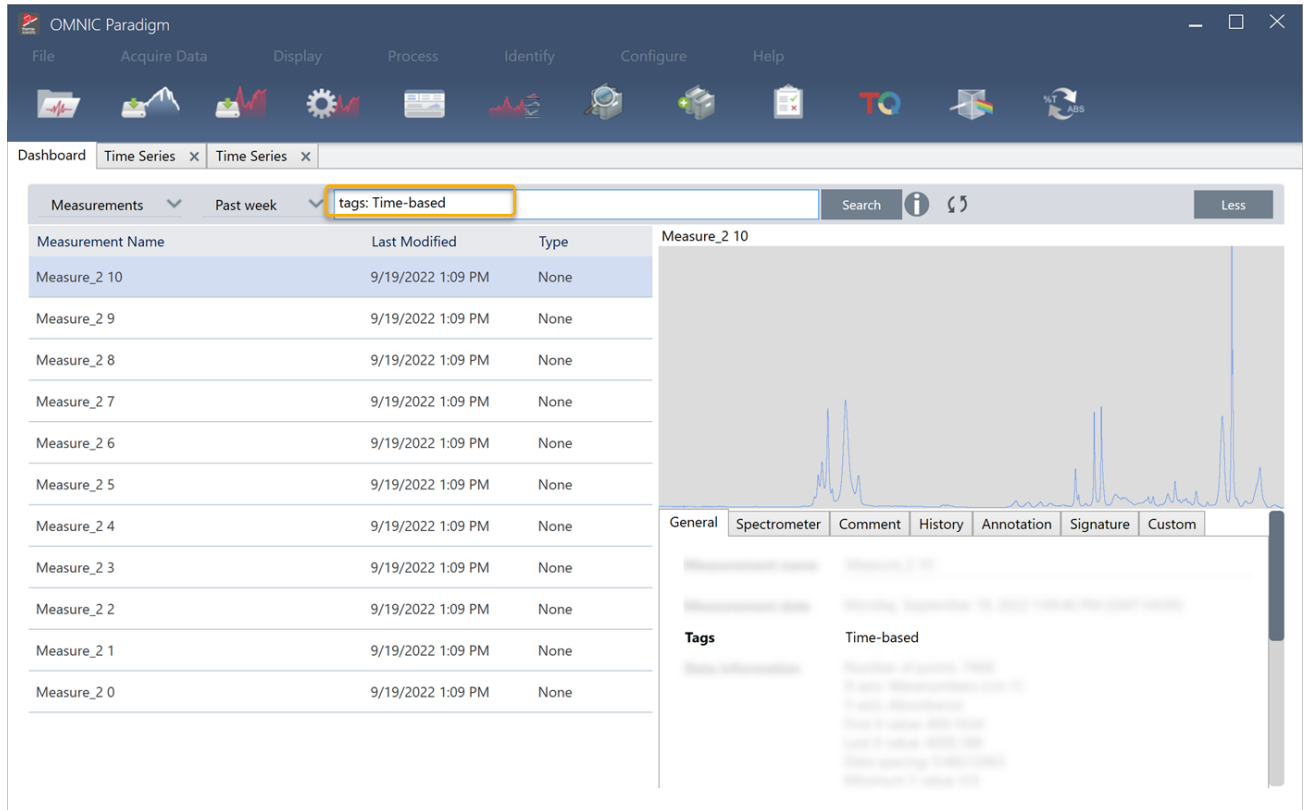 OMNIC Paradigm
File Acquire Data Display Process Identify Configure Help
TQ %T ABS
Dashboard Time Series Time Series
Measurements Past week tags: Time-based Search Less
Measurement Name Last Modified Type Measure_2 10
Measure_2 10 9/19/2022 1:09 PM None
Measure_2 9 9/19/2022 1:09 PM None
Measure_2 8 9/19/2022 1:09 PM None
Measure_2 7 9/19/2022 1:09 PM None
Measure_2 6 9/19/2022 1:09 PM None
Measure_2 5 9/19/2022 1:09 PM None
Measure_2 4 9/19/2022 1:09 PM None
Measure_2 3 9/19/2022 1:09 PM None
Measure_2 2 9/19/2022 1:09 PM None
Measure_2 1 9/19/2022 1:09 PM None
Measure_2 0 9/19/2022 1:09 PM None
General Spectrometer Comment History Annotation Signature Custom
Tags Time-based